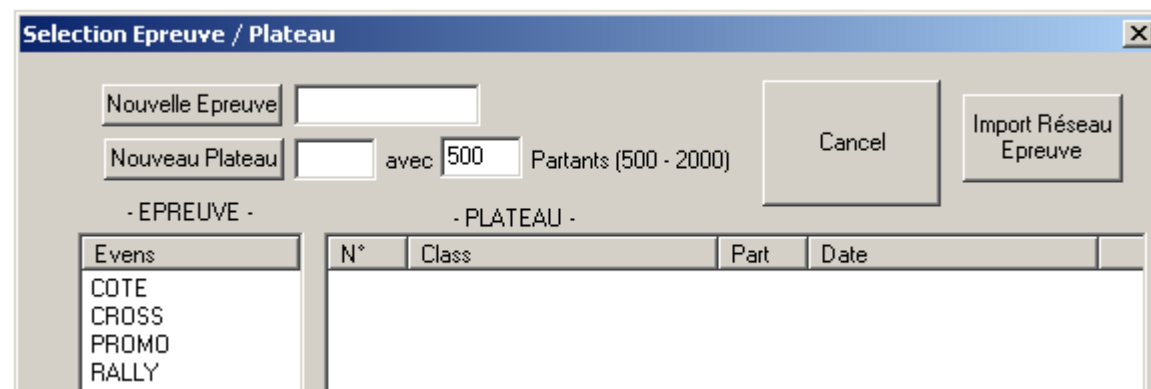 Selection Epreuve / Plateau
Nouvelle Epreuve
Nouveau Plateau avec 500 Partants (500 - 2000)
Cancel
Import Réseau
Epreuve
- EPREUVE - - PLATEAU -
Evens N° Class Part Date
COTE
CROSS
PROMO
RALLY